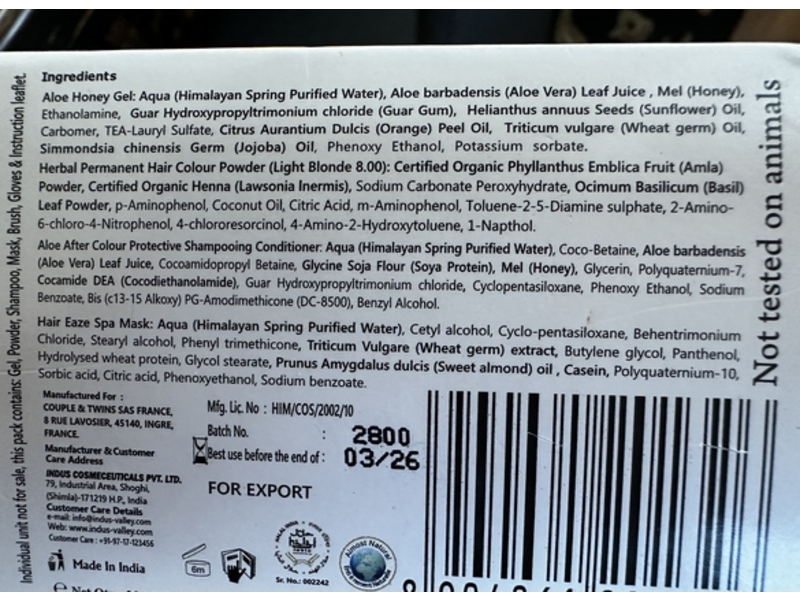 Ingredients
Aloe Honey Gel: Aqua (Himalayan Spring Purified Water), Aloe barbadensis (Aloe Vera) Leaf Juice , Mel (Honey),
Ethanolamine, Guar Hydroxypropyltrimonium chloride (Guar Gum), Helianthus annuus Seeds (Sunflower) Oil,
Carbomer, TEA-Lauryl Sulfate, Citrus Aurantium Dulcis (Orange) Peel Oil, Triticum vulgare (Wheat germ) Oil,
Simmondsia chinensis Germ (Jojoba) Oil, Phenoxy Ethanol, Potassium sorbate.
Herbal Permanent Hair Colour Powder (Light Blonde 8.00): Certified Organic Phyllanthus Emblica Fruit (Amla)
Powder, Certified Organic Henna (Lawsonia Inermis), Sodium Carbonate Peroxyhydrate, Ocimum Basilicum (Basil)
Leaf Powder, p-Aminophenol, Coconut Oil, Citric Acid, m-Aminophenol, Toluene-2-5-Diamine sulphate, 2-Amino-
6-chloro-4-Nitrophenol, 4-chlororesorcinol, 4-Amino-2-Hydroxytoluene, 1-Napthol.
Aloe After Colour Protective Shampooing Conditioner: Aqua (Himalayan Spring Purified Water), Coco-Betaine, Aloe barbadensis
(Aloe Vera) Leaf Juice, Cocoamidopropyl Betaine, Glycine Soja Flour (Soya Protein), Mel (Honey), Glycerin, Polyquaternium-7,
Cocamide DEA (Cocodiethanolamide), Guar Hydroxypropyltrimonium chloride, Cyclopentasiloxane, Phenoxy Ethanol, Sodium
Benzoate, Bis (c13-15 Alkoxy) PG-Amodimethicone (DC-8500), Benzyl Alcohol.
Hair Eaze Spa Mask: Aqua (Himalayan Spring Purified Water), Cetyl alcohol, Cyclo-pentasiloxane, Behentrimonium
Chloride, Stearyl alcohol, Phenyl trimethicone, Triticum Vulgare (Wheat germ) extract, Butylene glycol, Panthenol,
Hydrolysed wheat protein, Glycol stearate, Prunus Amygdalus dulcis (Sweet almond) oil , Casein, Polyquaternium-10,
Sorbic acid, Citric acid, Phenoxyethanol, Sodium benzoate.
Manufactured For :
COUPLE & TWINS SAS FRANCE,
8 RUE LAVOSIER, 45140, INGRE,
FRANCE.
Manufacturer & Customer
Care Address
INDUS COSMECEUTICALS PVT. LTD.
79, Industrial Area, Shoghi,
(Shimla)-171219 H.P., India
Customer Care Details
e-mail: info@indus-valley.com
Web: www.indus-valley.com
Customer Care : +91-97-17-123456
Made In India
Mfg. Lic. No : HIM/COS/2002/10
Batch No. : 2800
Best use before the end of : 03/26
FOR EXPORT
6m
Sr. No.: 002242
Almost Natural
Not tested on animals
Individual unit not for sale, this pack contains: Gel, Powder, Shampoo, Mask, Brush, Gloves & Instruction leaflet.